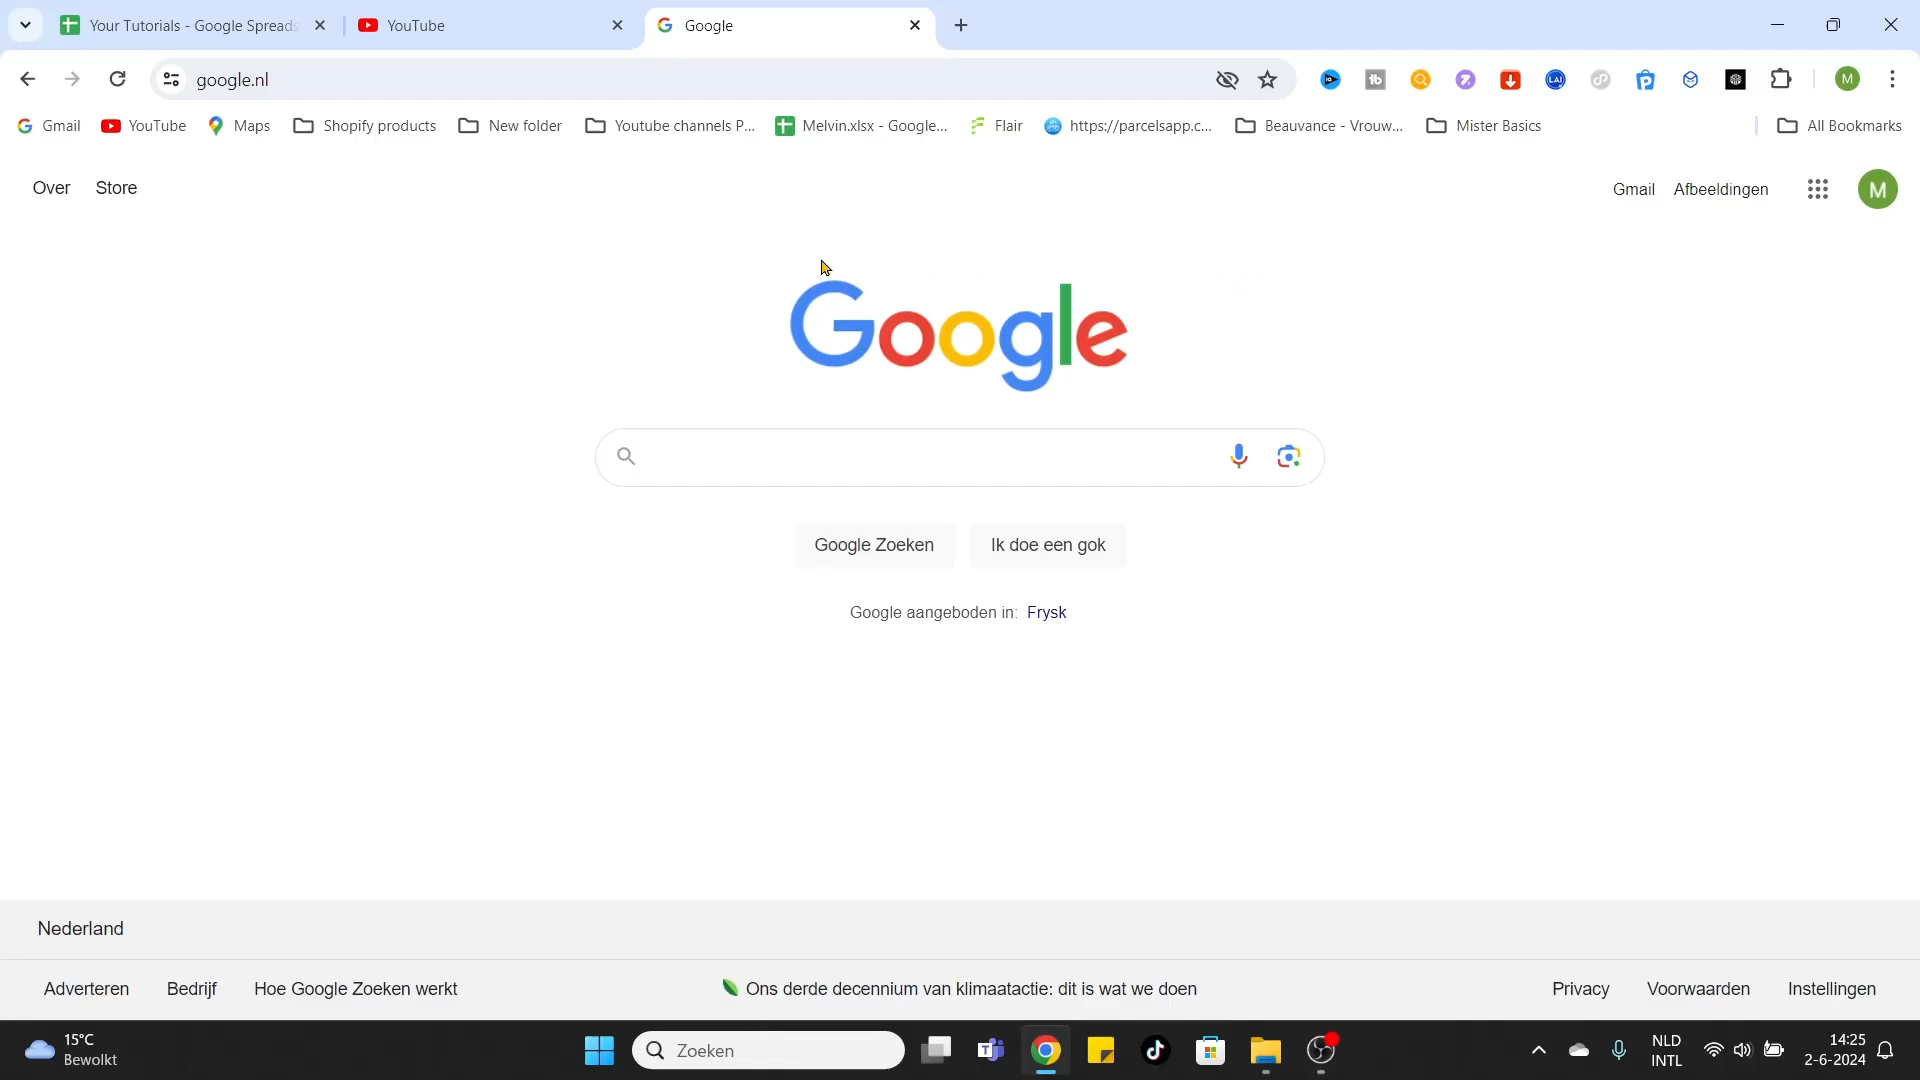 Your Tutorials - Google Spreads
YouTube
Google
google.nl
M
Gmail
YouTube
Maps
Shopify products
New folder
Youtube channels P...
Melvin.xlsx - Google...
Flair
https://parcelsapp.c...
Beauvance - Vrouw...
Mister Basics
All Bookmarks
Over Store
Gmail Afbeeldingen
M
Google
Google Zoeken
Ik doe een gok
Google aangeboden in: Frysk
Nederland
Adverteren Bedrijf Hoe Google Zoeken werkt
Ons derde decennium van klimaatactie: dit is wat we doen
Privacy Voorwaarden Instellingen
15°C
Bewolkt
Zoeken
NLD
INTL
14:25
2-6-2024